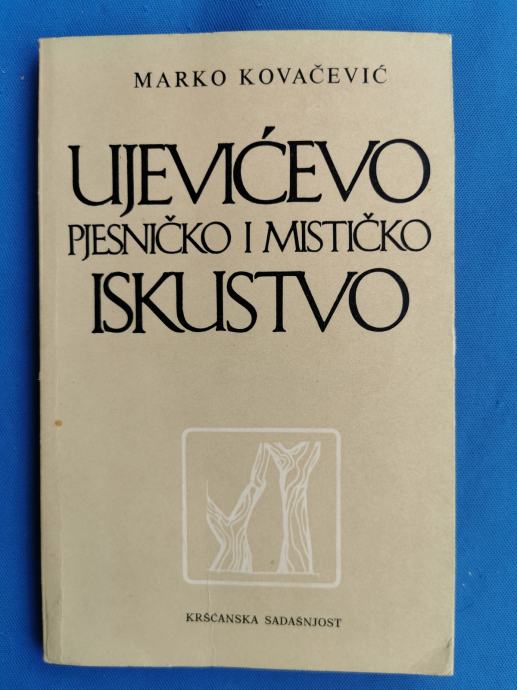 MARKO KOVAČEVIĆ
UJEVIĆEVO
PJESNIČKO I MISTIČKO
ISKUSTVO
KRŠĆANSKA SADAŠNJOST